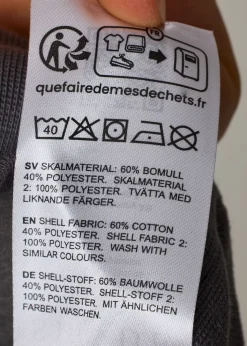 R
quefairedemesdechets.fr
40
SV SKALMATERIAL: 60% BOMULL
40% POLYESTER. SKALMATERIAL
2: 100% POLYESTER. TVÄTTA MED
LIKNANDE FÄRGER.
EN SHELL FABRIC: 60% COTTON
40% POLYESTER. SHELL FABRIC 2:
100% POLYESTER. WASH WITH
SIMILAR COLOURS.
DE SHELL-STOFF: 60% BAUMWOLLE
40% POLYESTER. SHELL-STOFF 2:
100% POLYESTER. MIT ÄHNLICHEN
FARBEN WASCHEN.